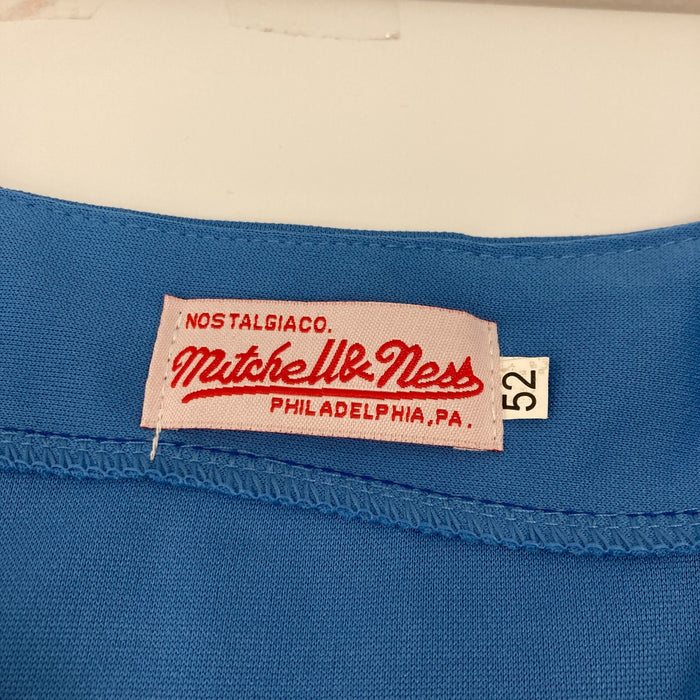 NOSTALGIACO.
Mitchell & Ness
PHILADELPHIA, PA.
52